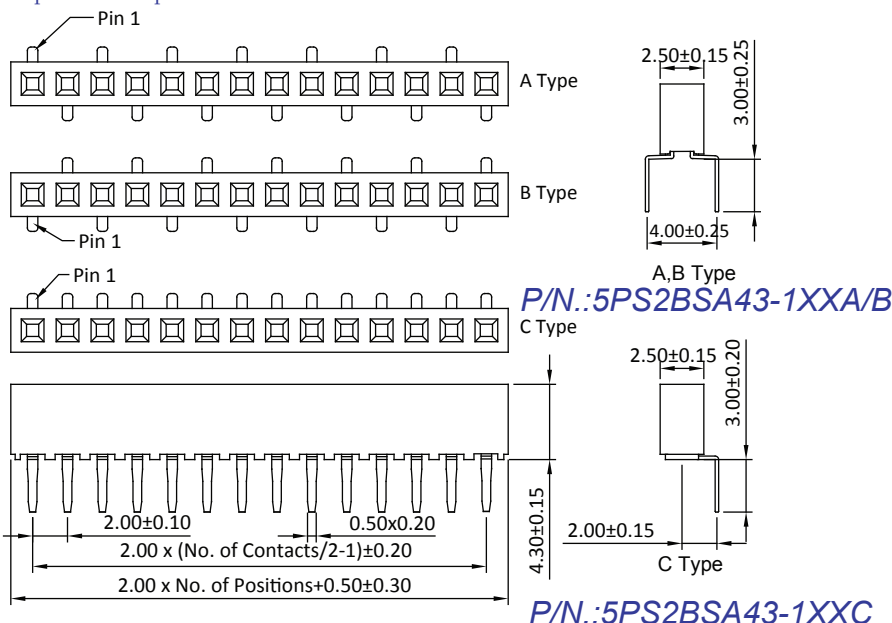 Pin 1
A Type
B Type
Pin 1
Pin 1
C Type
2.50±0.15
3.00±0.25
4.00±0.25
A,B Type
P/N.:5PS2BSA43-1XXA/B
2.50±0.15
3.00±0.20
2.00±0.10
0.50x0.20
2.00 x (No. of Contacts/2-1)±0.20
2.00 x No. of Positions+0.50±0.30
4.30±0.15
2.00±0.15
C Type
P/N.:5PS2BSA43-1XXC